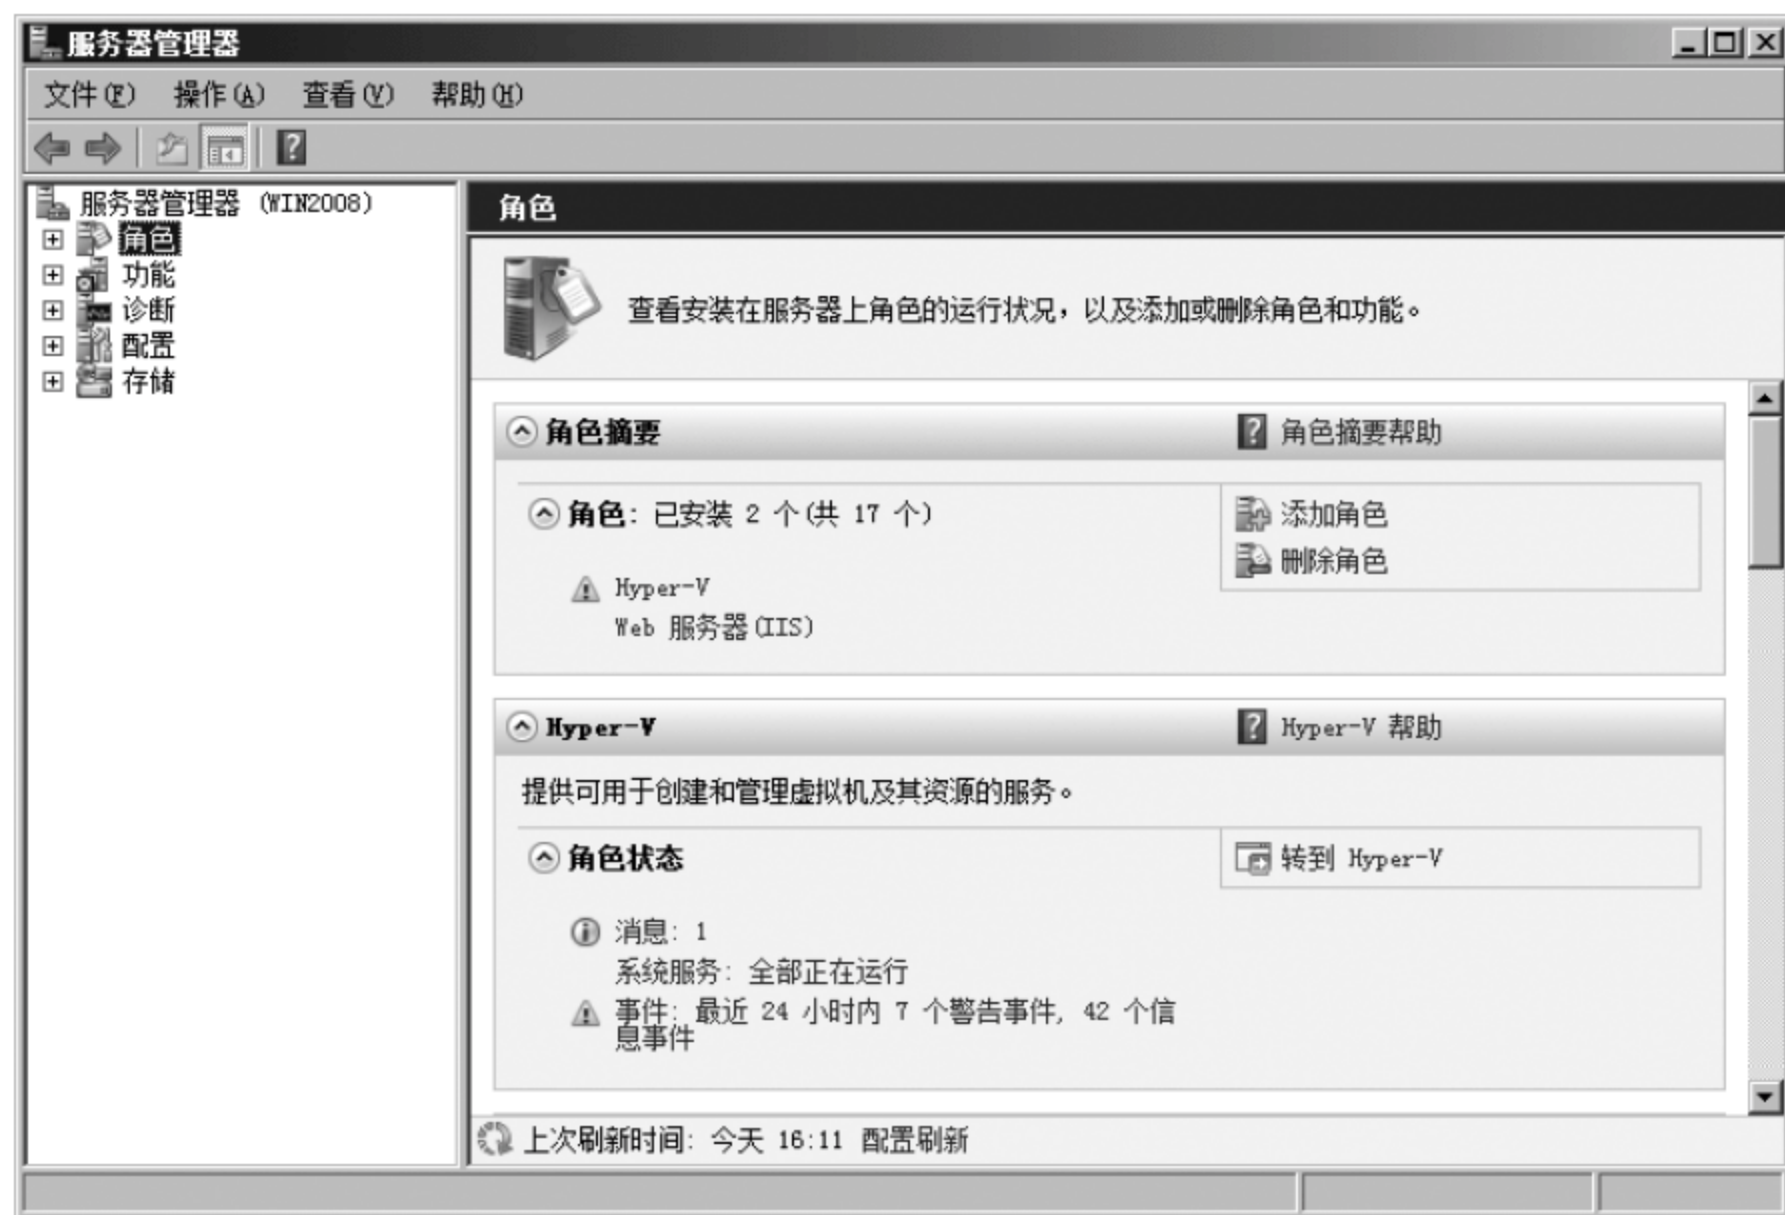 服务器管理器
文件(F) 操作(A) 查看(V) 帮助(H)
服务器管理器 (WIN2008)
角色
功能
诊断
配置
存储
角色
查看安装在服务器上角色的运行状况，以及添加或删除角色和功能。
角色摘要
角色摘要帮助
角色: 已安装 2 个(共 17 个)
添加角色
删除角色
Hyper-V
Web 服务器(IIS)
Hyper-V
Hyper-V 帮助
提供可用于创建和管理虚拟机及其资源的服务。
角色状态
转到 Hyper-V
消息: 1
系统服务: 全部正在运行
事件: 最近 24 小时内 7 个警告事件, 42 个信
息事件
上次刷新时间: 今天 16:11 配置刷新